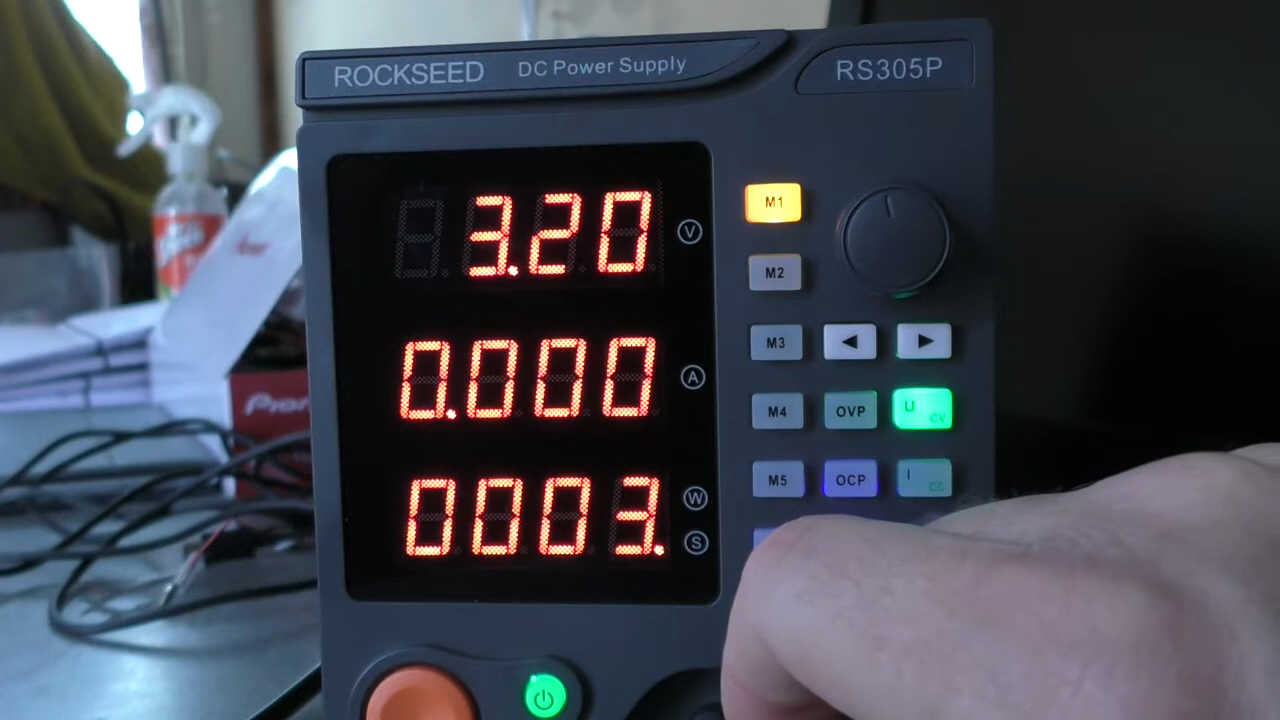 ROCKSEED DC Power Supply RS305P
3.20 V
0.000 A
0003. W
S
M1
M2
M3 ◀ ▶
M4 OVP U CV
M5 OCP I CC